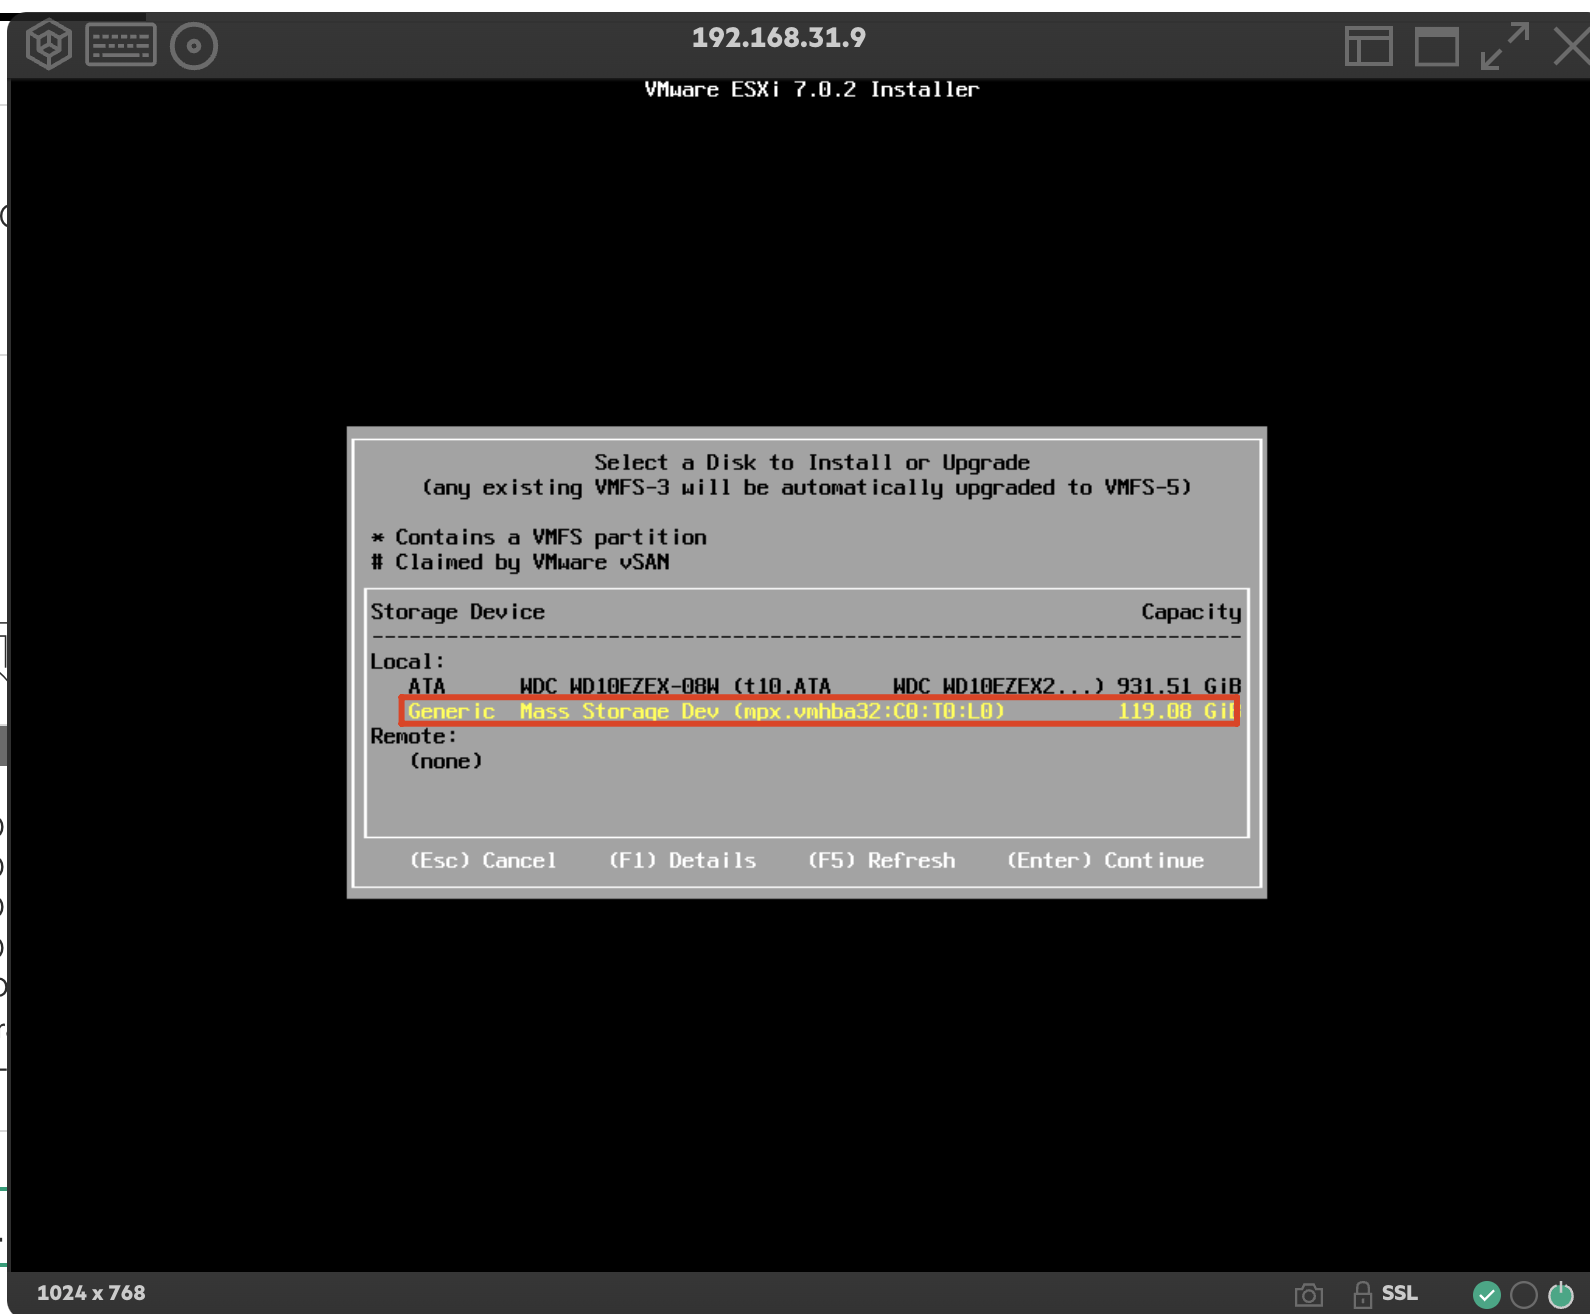 192.168.31.9
VMware ESXi 7.0.2 Installer
Select a Disk to Install or Upgrade
(any existing VMFS-3 will be automatically upgraded to VMFS-5)
* Contains a VMFS partition
# Claimed by VMware vSAN
Storage Device Capacity
Local:
ATA WDC WD10EZEX-08W (t10.ATA WDC WD10EZEX2...) 931.51 GiB
Generic Mass Storage Dev (mpx.vmhba32:C0:T0:L0) 119.08 GiB
Remote:
(none)
(Esc) Cancel (F1) Details (F5) Refresh (Enter) Continue
1024 x 768 SSL